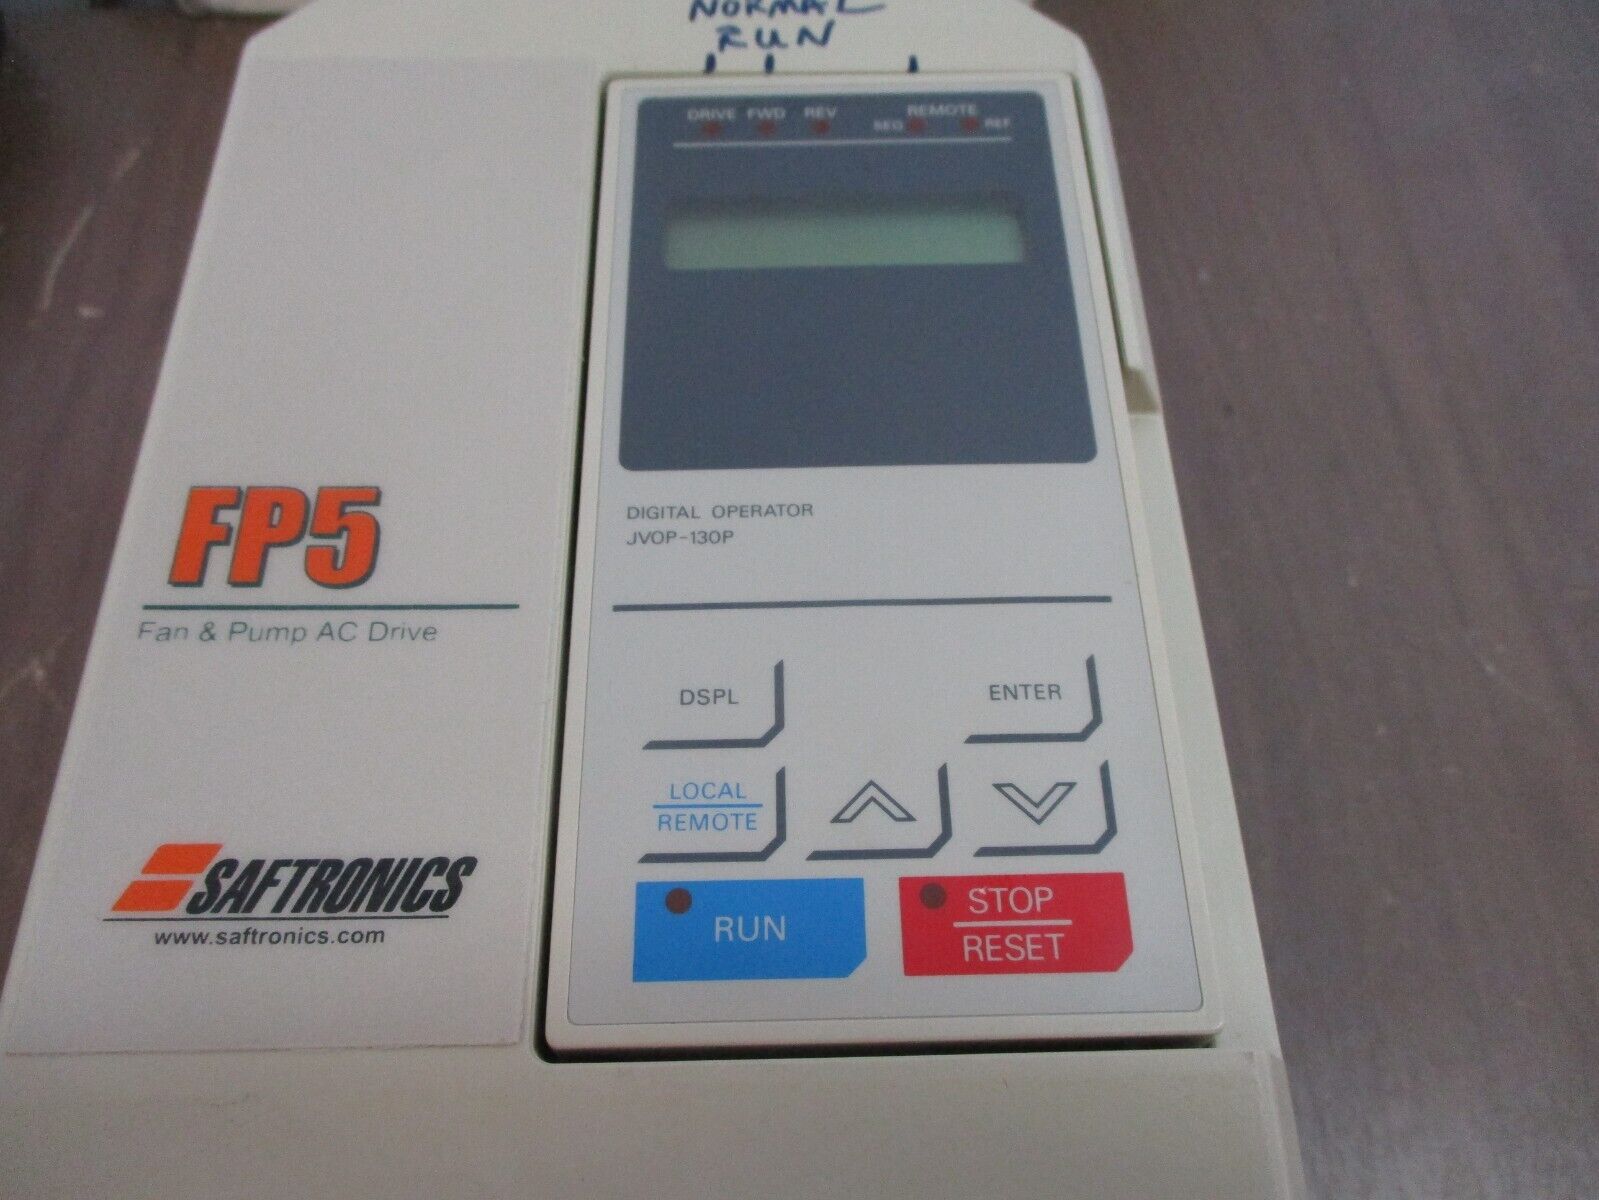 NORMAL
RUN
DRIVE FWD REV REMOTE
SEQ REF
DIGITAL OPERATOR
JVOP-130P
FP5
Fan & Pump AC Drive
DSPL ENTER
LOCAL
REMOTE
RUN
STOP
RESET
SAFTRONICS
www.saftronics.com